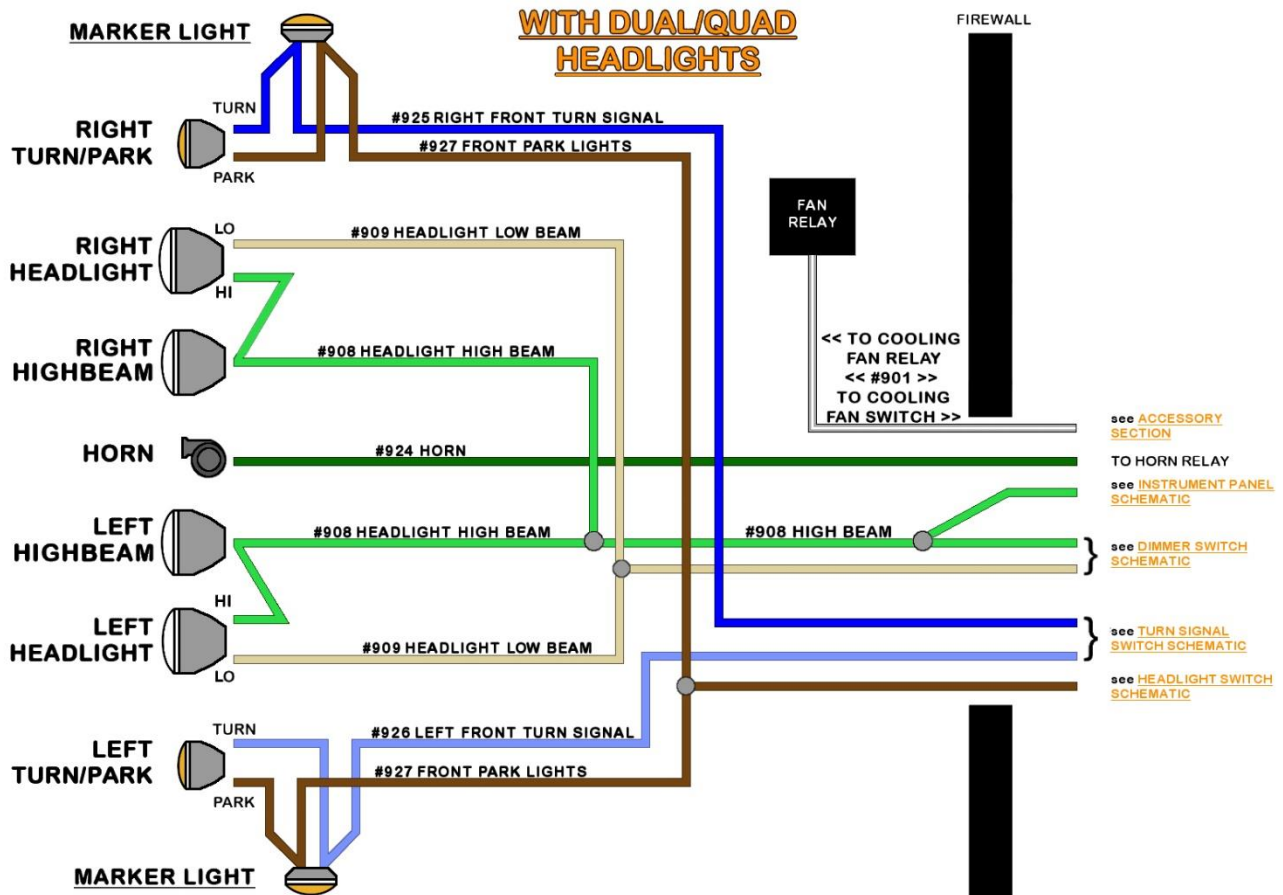 WITH DUAL/QUAD
HEADLIGHTS
FIREWALL
MARKER LIGHT
TURN
RIGHT
TURN/PARK
PARK
#925 RIGHT FRONT TURN SIGNAL
#927 FRONT PARK LIGHTS
FAN
RELAY
LO
RIGHT
HEADLIGHT
HI
#909 HEADLIGHT LOW BEAM
RIGHT
HIGHBEAM
#908 HEADLIGHT HIGH BEAM
<< TO COOLING
FAN RELAY
<< #901 >>
TO COOLING
FAN SWITCH >>
see ACCESSORY
SECTION
HORN
#924 HORN
TO HORN RELAY
see INSTRUMENT PANEL
SCHEMATIC
LEFT
HIGHBEAM
#908 HEADLIGHT HIGH BEAM
#908 HIGH BEAM
} see DIMMER SWITCH
SCHEMATIC
HI
LEFT
HEADLIGHT
LO
#909 HEADLIGHT LOW BEAM
} see TURN SIGNAL
SWITCH SCHEMATIC
see HEADLIGHT SWITCH
SCHEMATIC
TURN
LEFT
TURN/PARK
PARK
#926 LEFT FRONT TURN SIGNAL
#927 FRONT PARK LIGHTS
MARKER LIGHT